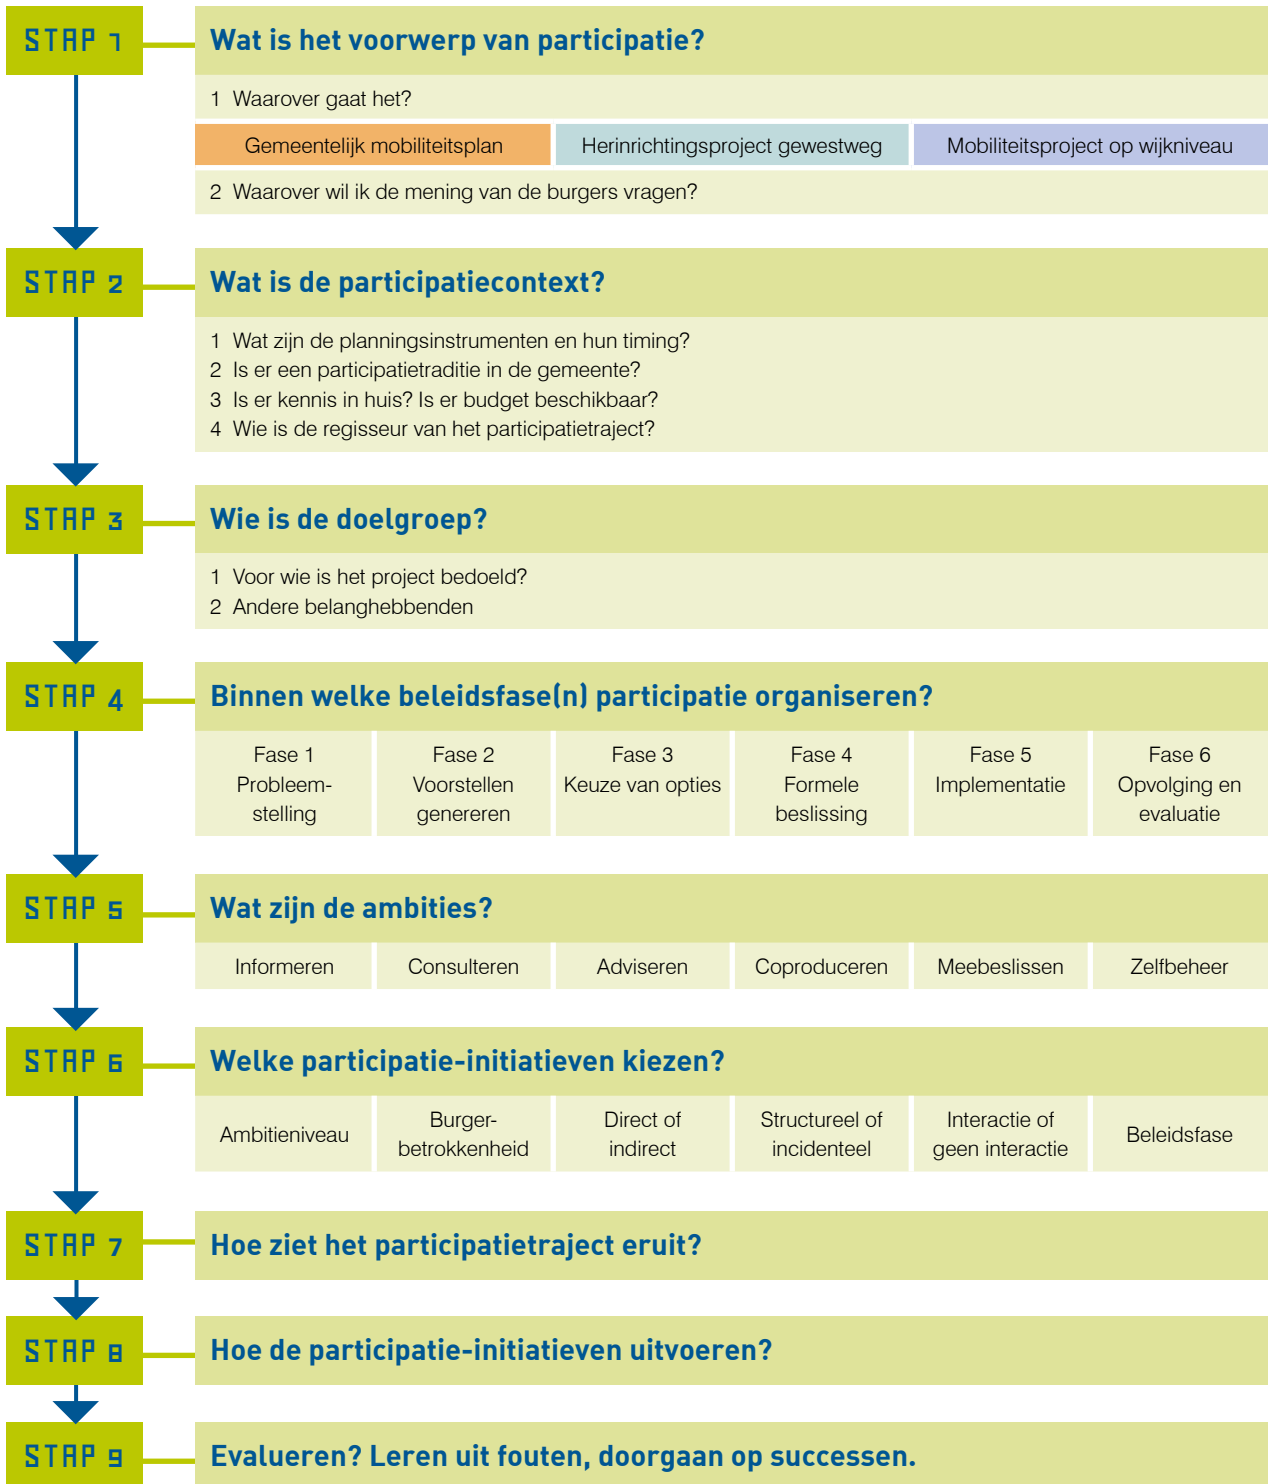 STAP 1
Wat is het voorwerp van participatie?
1 Waarover gaat het?
Gemeentelijk mobiliteitsplan
Herinrichtingsproject gewestweg
Mobiliteitsproject op wijkniveau
2 Waarover wil ik de mening van de burgers vragen?
STAP 2
Wat is de participatiecontext?
1 Wat zijn de planningsinstrumenten en hun timing?
2 Is er een participatietraditie in de gemeente?
3 Is er kennis in huis? Is er budget beschikbaar?
4 Wie is de regisseur van het participatietraject?
STAP 3
Wie is de doelgroep?
1 Voor wie is het project bedoeld?
2 Andere belanghebbenden
STAP 4
Binnen welke beleidsfase(n) participatie organiseren?
Fase 1
Probleem-
stelling
Fase 2
Voorstellen
genereren
Fase 3
Keuze van opties
Fase 4
Formele
beslissing
Fase 5
Implementatie
Fase 6
Opvolging en
evaluatie
STAP 5
Wat zijn de ambities?
Informeren
Consulteren
Adviseren
Coproduceren
Meebeslissen
Zelfbeheer
STAP 6
Welke participatie-initiatieven kiezen?
Ambitieniveau
Burger-
betrokkenheid
Direct of
indirect
Structureel of
incidenteel
Interactie of
geen interactie
Beleidsfase
STAP 7
Hoe ziet het participatietraject eruit?
STAP 8
Hoe de participatie-initiatieven uitvoeren?
STAP 9
Evalueren? Leren uit fouten, doorgaan op successen.